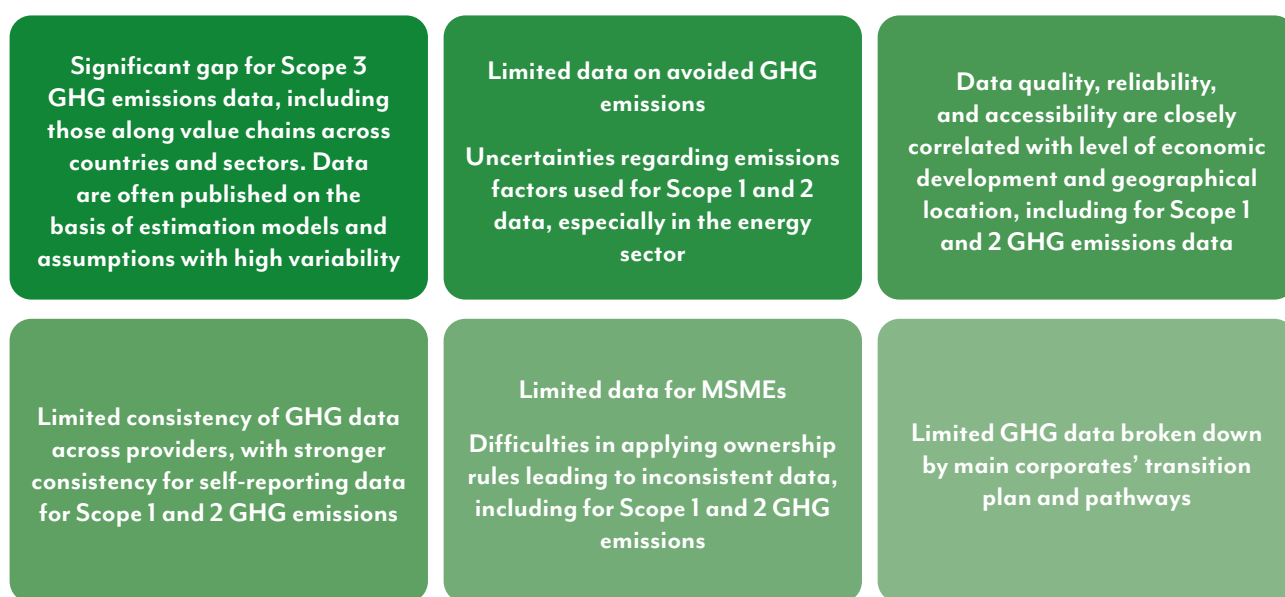 Significant gap for Scope 3
GHG emissions data, including
those along value chains across
countries and sectors. Data
are often published on the
basis of estimation models and
assumptions with high variability
Limited data on avoided GHG
emissions
Uncertainties regarding emissions
factors used for Scope 1 and 2
data, especially in the energy
sector
Data quality, reliability,
and accessibility are closely
correlated with level of economic
development and geographical
location, including for Scope 1
and 2 GHG emissions data
Limited consistency of GHG data
across providers, with stronger
consistency for self-reporting data
for Scope 1 and 2 GHG emissions
Limited data for MSMEs
Difficulties in applying ownership
rules leading to inconsistent data,
including for Scope 1 and 2 GHG
emissions
Limited GHG data broken down
by main corporates’ transition
plan and pathways